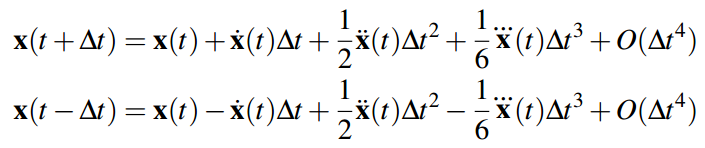 𝐱(t + Δt) = 𝐱(t) + 𝐱̇(t)Δt + 1/2 𝐱̈(t)Δt² + 1/6 𝐱⃛(t)Δt³ + O(Δt⁴)
𝐱(t − Δt) = 𝐱(t) − 𝐱̇(t)Δt + 1/2 𝐱̈(t)Δt² − 1/6 𝐱⃛(t)Δt³ + O(Δt⁴)